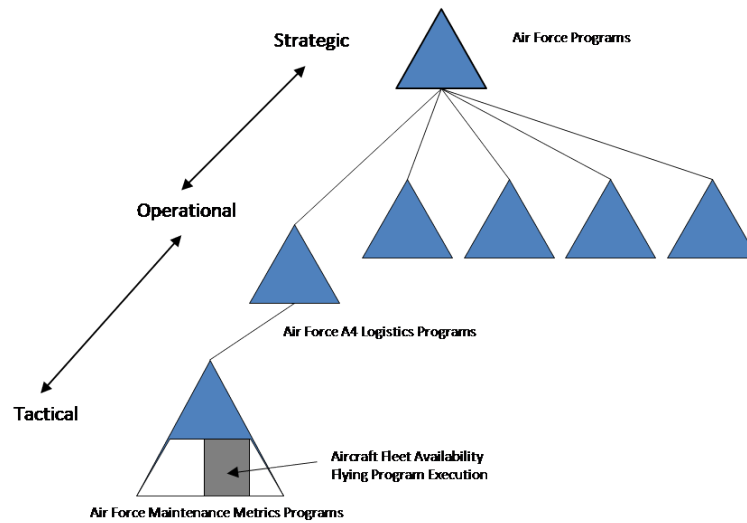 Strategic
Air Force Programs
Operational
Air Force A4 Logistics Programs
Tactical
Aircraft Fleet Availability
Flying Program Execution
Air Force Maintenance Metrics Programs